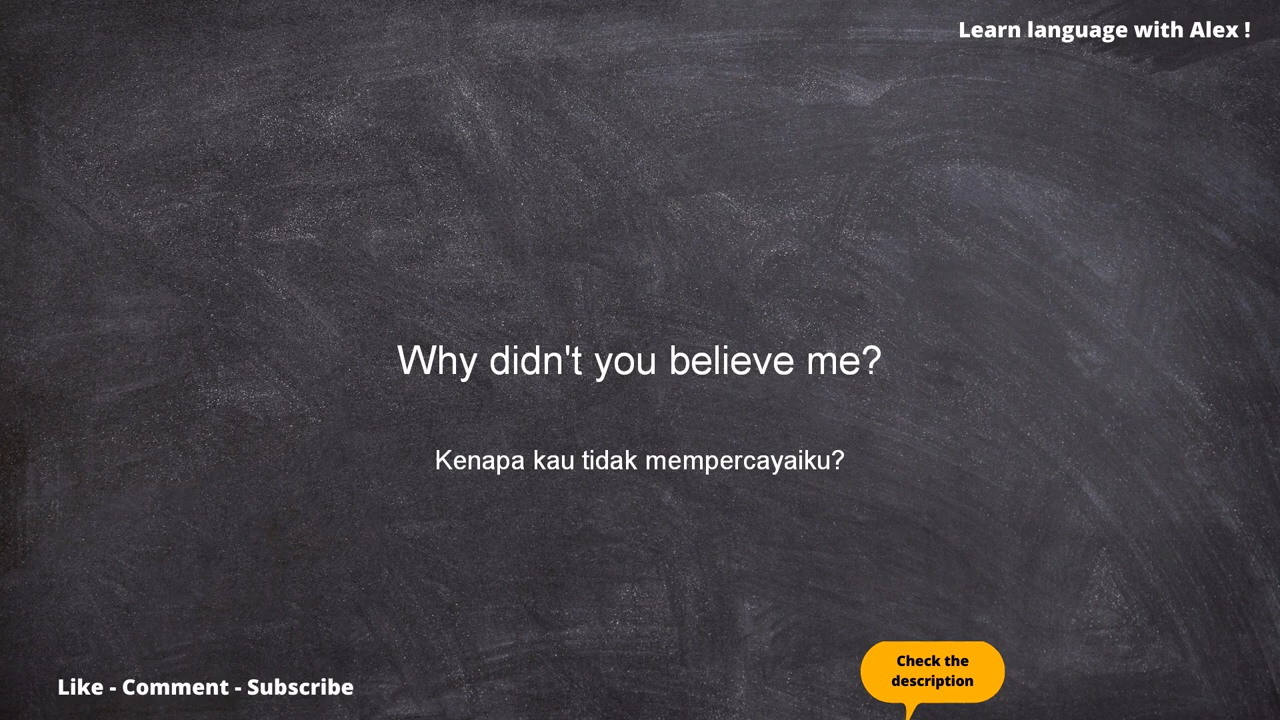 Learn language with Alex !
Why didn't you believe me?
Kenapa kau tidak mempercayaiku?
Check the
description
Like - Comment - Subscribe